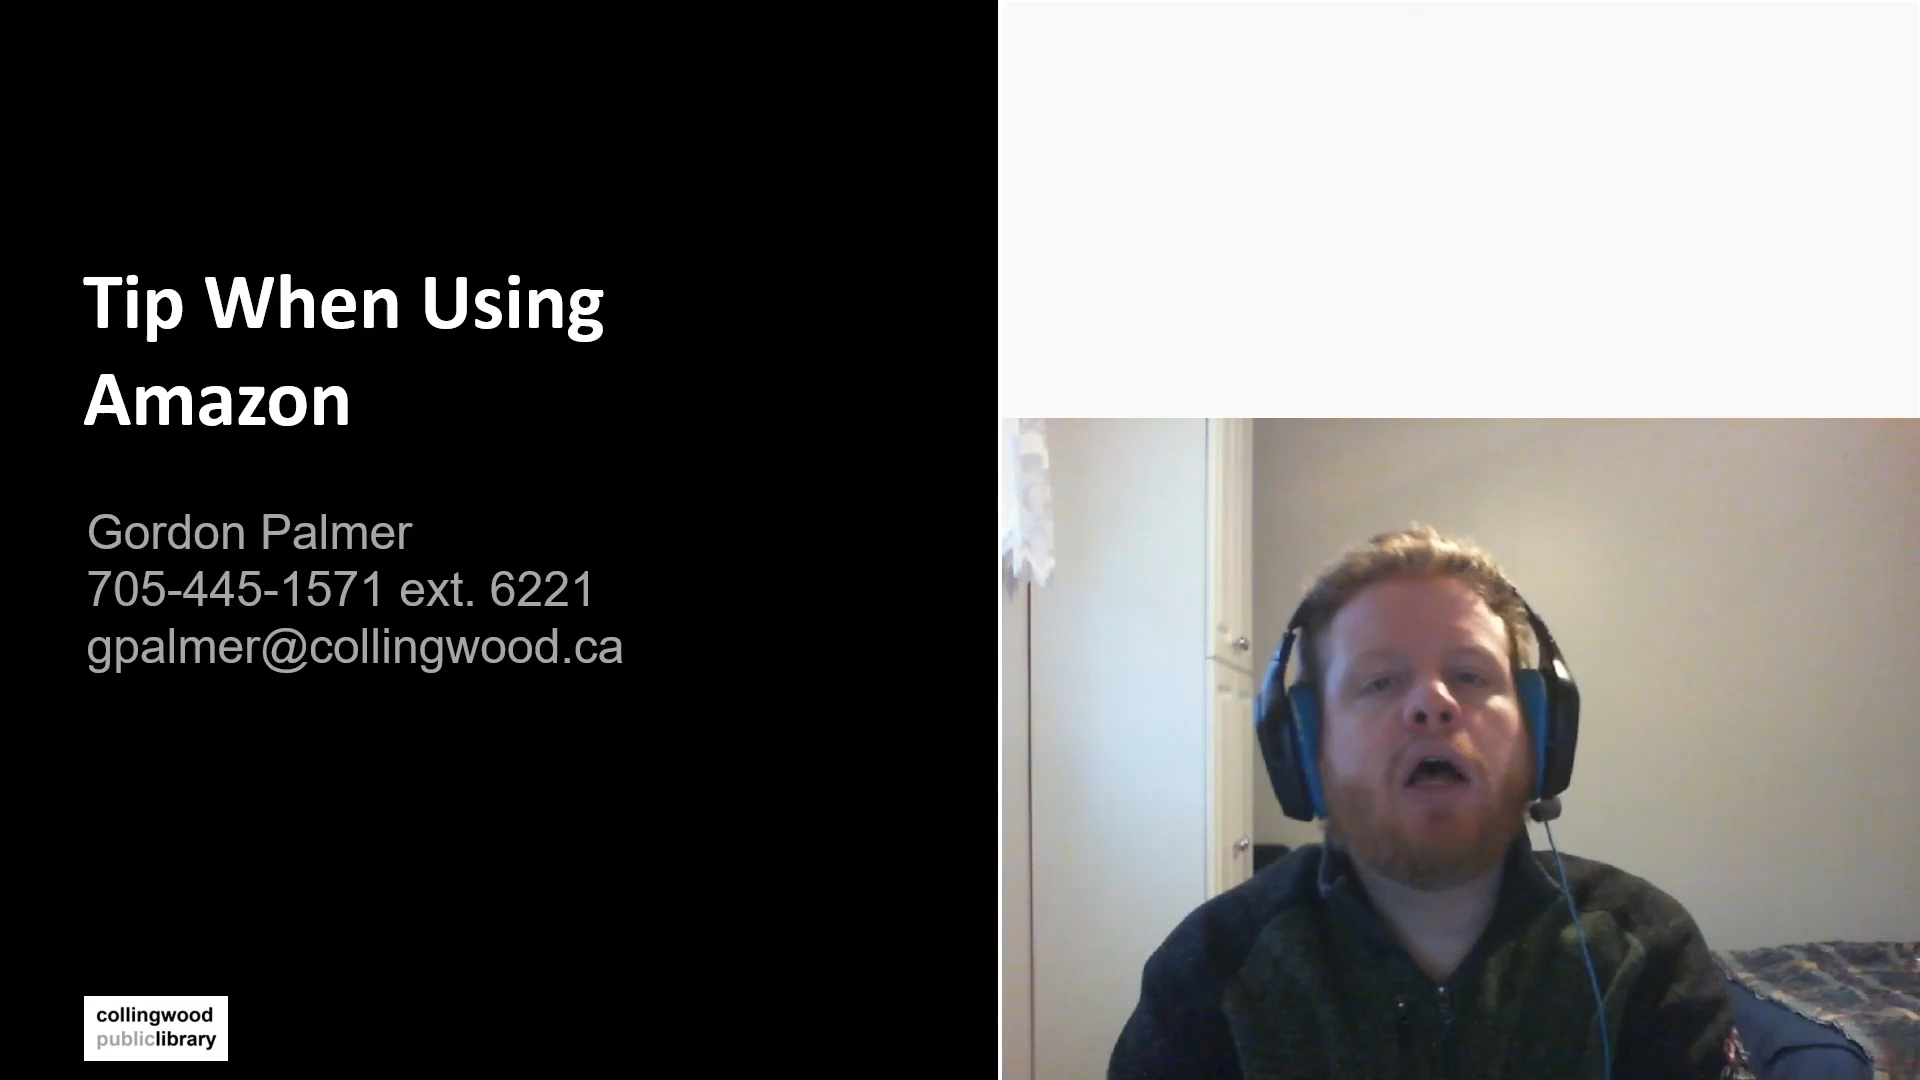 Tip When Using
Amazon
Gordon Palmer
705-445-1571 ext. 6221
gpalmer@collingwood.ca
collingwood
publiclibrary